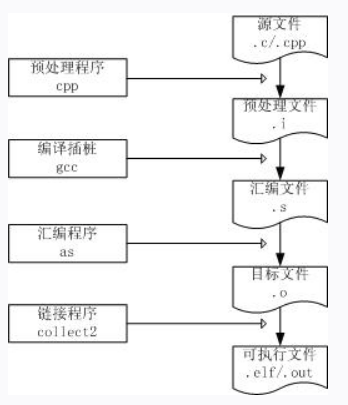 源文件
.c/.cpp
预处理程序
cpp
预处理文件
.i
编译插桩
gcc
汇编文件
.s
汇编程序
as
目标文件
.o
链接程序
collect2
可执行文件
.elf/.out